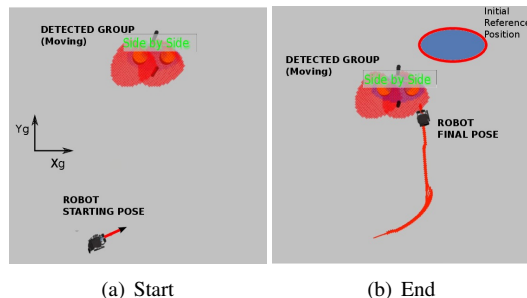 DETECTED GROUP
(Moving)
Side by Side
Yg
Xg
ROBOT
STARTING POSE
(a) Start
Initial
Reference
Position
DETECTED GROUP
(Moving)
Side by Side
ROBOT
FINAL POSE
(b) End